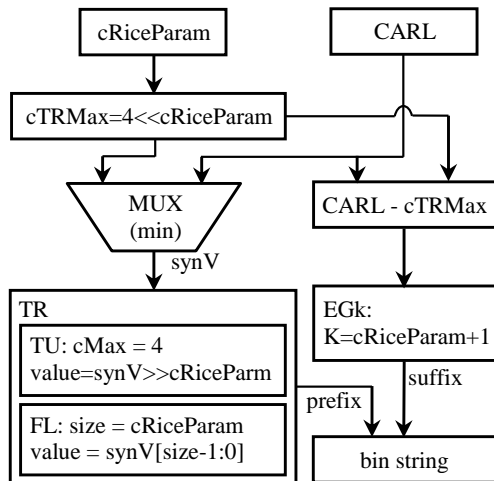 cRiceParam
CARL
cTRMax=4<<cRiceParam
MUX
(min)
CARL - cTRMax
synV
TR
TU: cMax = 4
value=synV>>cRiceParm
FL: size = cRiceParam
value = synV[size-1:0]
EGk:
K=cRiceParam+1
prefix
suffix
bin string